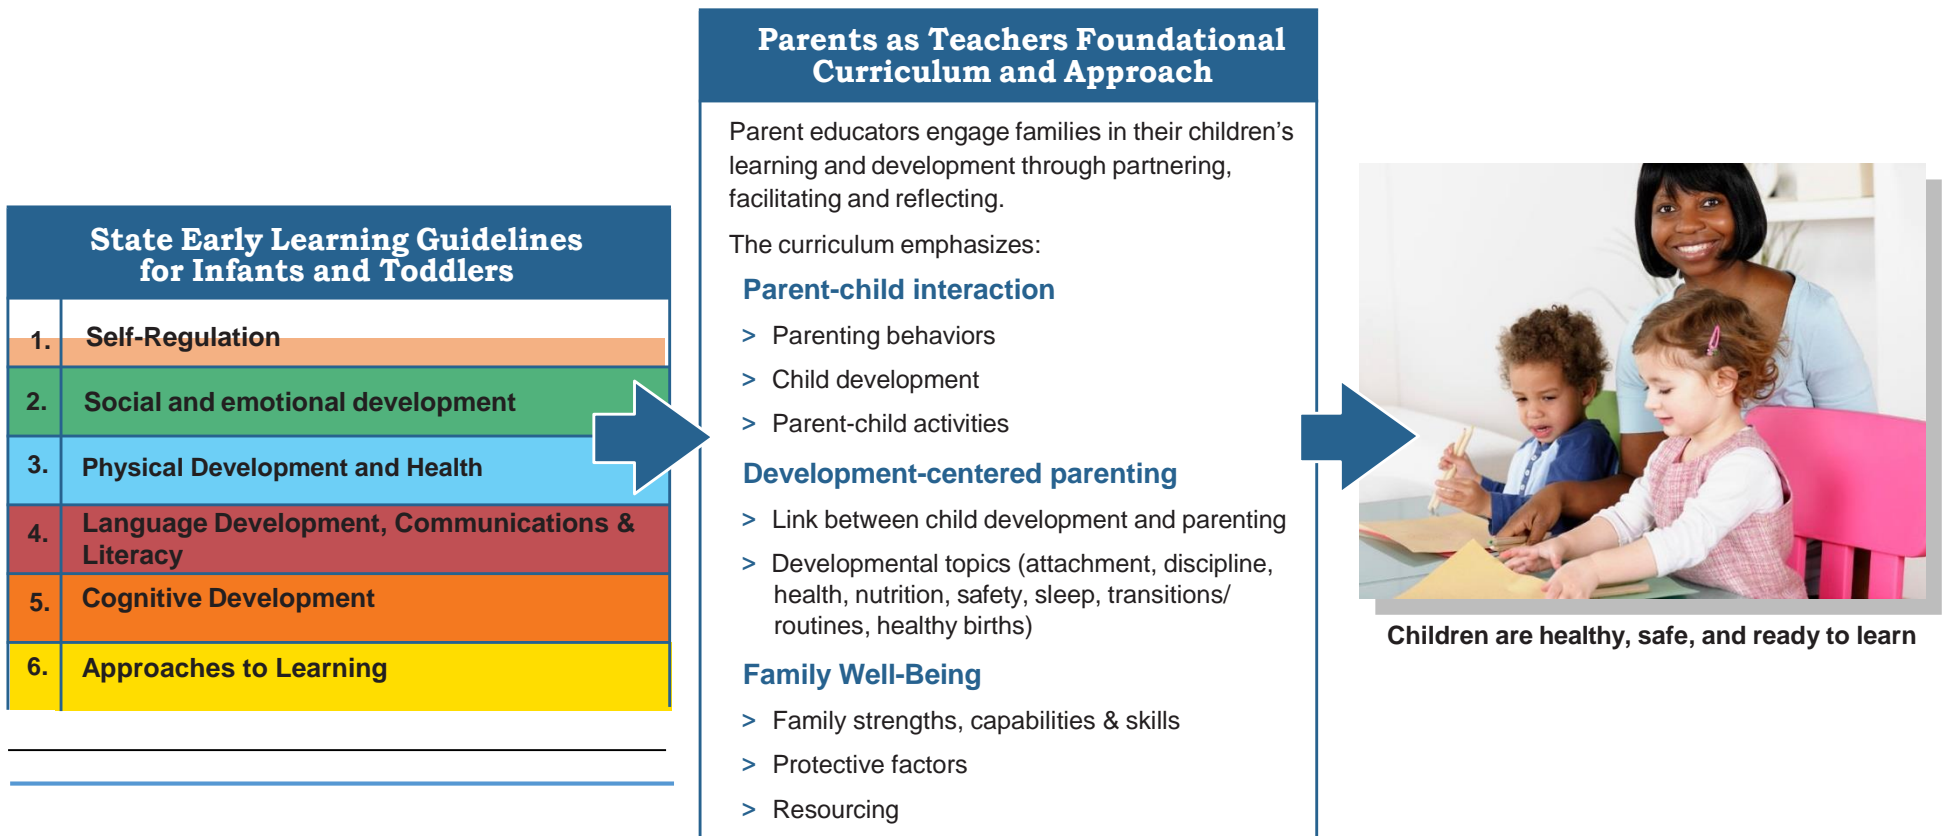 State Early Learning Guidelines
for Infants and Toddlers
1. Self-Regulation
2. Social and emotional development
3. Physical Development and Health
4. Language Development, Communications &
Literacy
5. Cognitive Development
6. Approaches to Learning
Parents as Teachers Foundational
Curriculum and Approach
Parent educators engage families in their children’s
learning and development through partnering,
facilitating and reflecting.
The curriculum emphasizes:
Parent-child interaction
> Parenting behaviors
> Child development
> Parent-child activities
Development-centered parenting
> Link between child development and parenting
> Developmental topics (attachment, discipline,
health, nutrition, safety, sleep, transitions/
routines, healthy births)
Family Well-Being
> Family strengths, capabilities & skills
> Protective factors
> Resourcing
Children are healthy, safe, and ready to learn